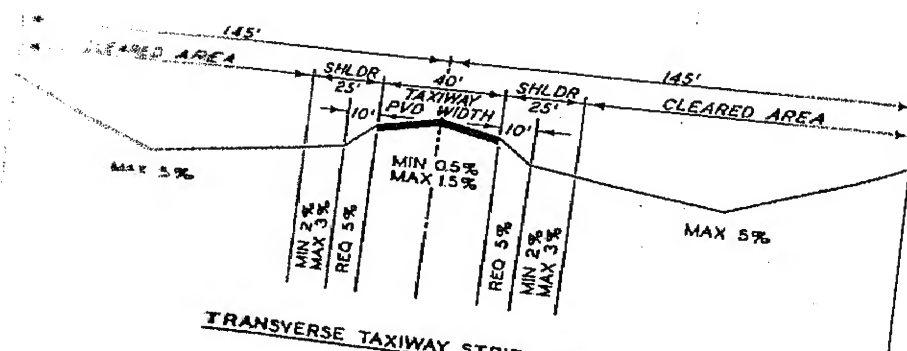 145'
145'
CLEARED AREA
SHLDR
25'
40'
TAXIWAY
PVD WIDTH
SHLDR
25'
CLEARED AREA
10'
10'
MAX 5%
MIN 0.5%
MAX 1.5%
MAX 5%
MIN 2%
MAX 3%
REQ 5%
REQ 5%
MIN 2%
MAX 3%
TRANSVERSE TAXIWAY